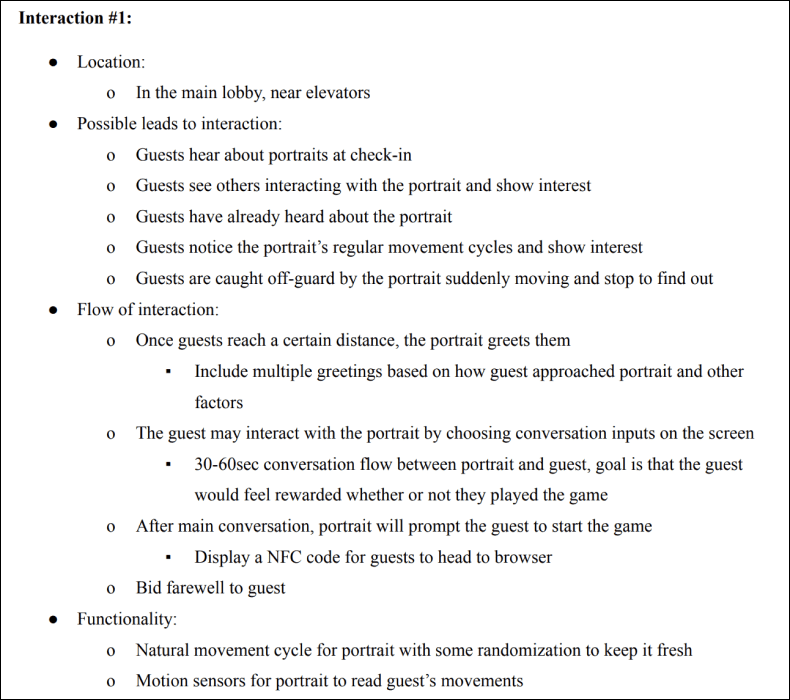 Interaction #1:
● Location:
o In the main lobby, near elevators
● Possible leads to interaction:
o Guests hear about portraits at check-in
o Guests see others interacting with the portrait and show interest
o Guests have already heard about the portrait
o Guests notice the portrait’s regular movement cycles and show interest
o Guests are caught off-guard by the portrait suddenly moving and stop to find out
● Flow of interaction:
o Once guests reach a certain distance, the portrait greets them
▪ Include multiple greetings based on how guest approached portrait and other
factors
o The guest may interact with the portrait by choosing conversation inputs on the screen
▪ 30-60sec conversation flow between portrait and guest, goal is that the guest
would feel rewarded whether or not they played the game
o After main conversation, portrait will prompt the guest to start the game
▪ Display a NFC code for guests to head to browser
o Bid farewell to guest
● Functionality:
o Natural movement cycle for portrait with some randomization to keep it fresh
o Motion sensors for portrait to read guest’s movements